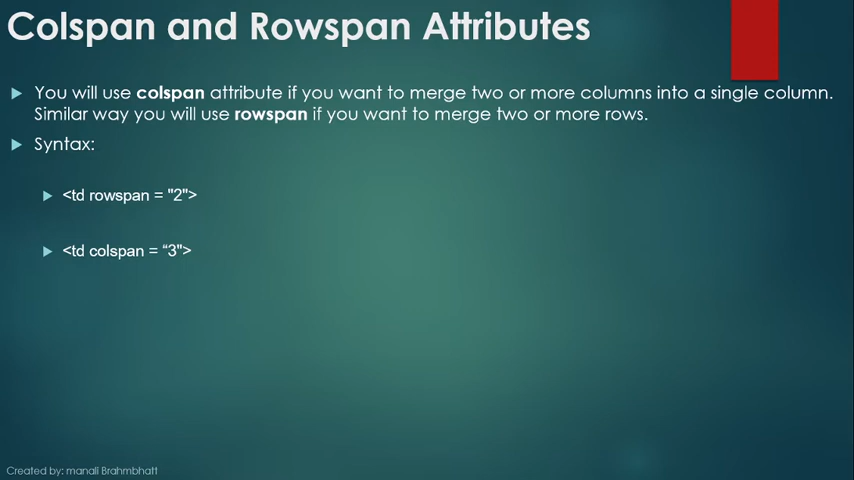 Colspan and Rowspan Attributes
You will use colspan attribute if you want to merge two or more columns into a single column.
Similar way you will use rowspan if you want to merge two or more rows.
Syntax:
<td rowspan = "2">
<td colspan = “3">
Created by: manali Brahmbhatt